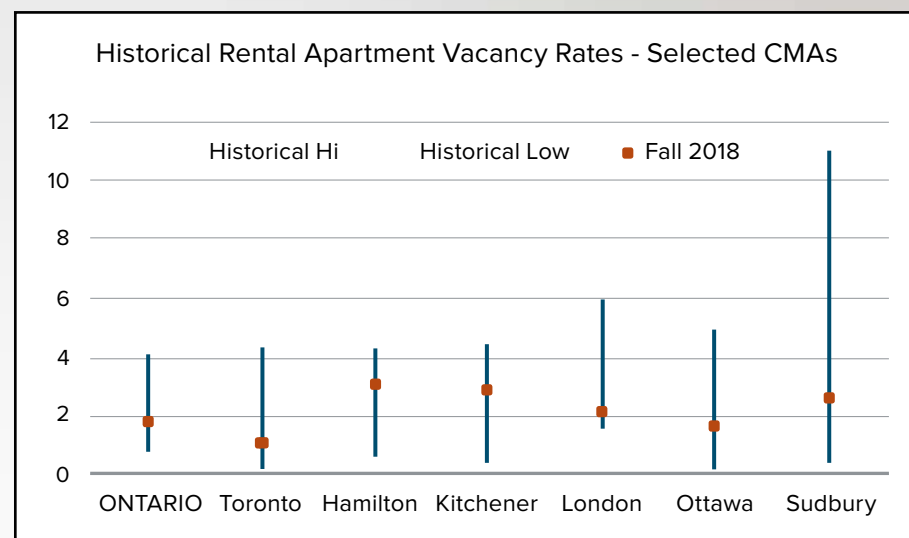 Historical Rental Apartment Vacancy Rates - Selected CMAs
12
Historical Hi Historical Low Fall 2018
10
8
6
4
2
0
ONTARIO Toronto Hamilton Kitchener London Ottawa Sudbury